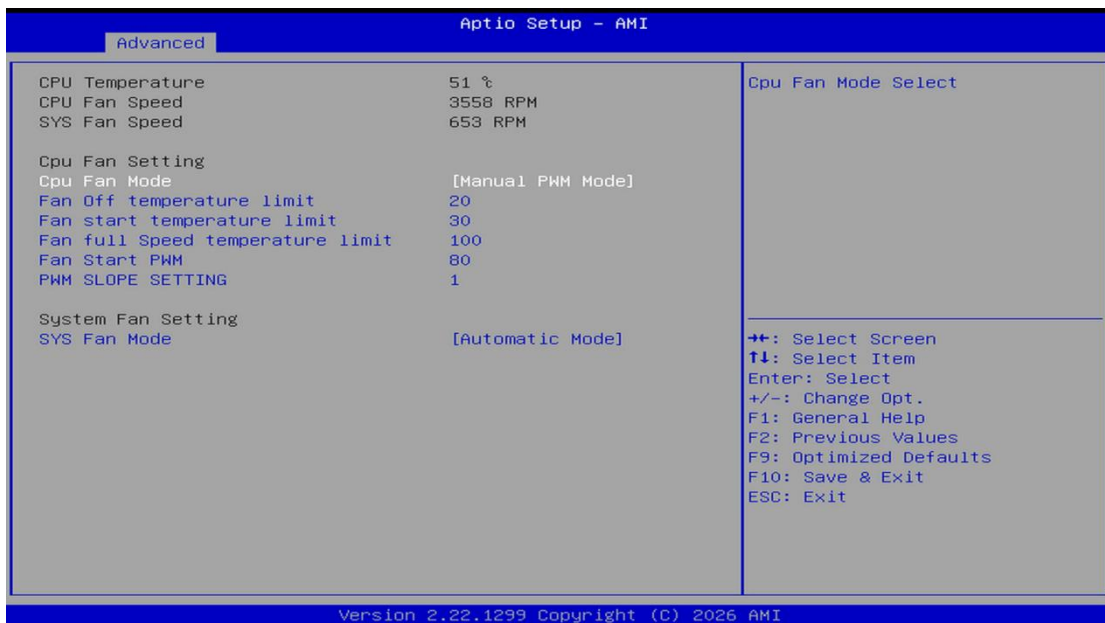 Aptio Setup – AMI
Advanced
CPU Temperature 51 ℃
CPU Fan Speed 3558 RPM
SYS Fan Speed 653 RPM
Cpu Fan Setting
Cpu Fan Mode [Manual PWM Mode]
Fan Off temperature limit 20
Fan start temperature limit 30
Fan full Speed temperature limit 100
Fan Start PWM 80
PWM SLOPE SETTING 1
System Fan Setting
SYS Fan Mode [Automatic Mode]
Cpu Fan Mode Select
→←: Select Screen
↑↓: Select Item
Enter: Select
+/-: Change Opt.
F1: General Help
F2: Previous Values
F9: Optimized Defaults
F10: Save & Exit
ESC: Exit
Version 2.22.1299 Copyright (C) 2026 AMI